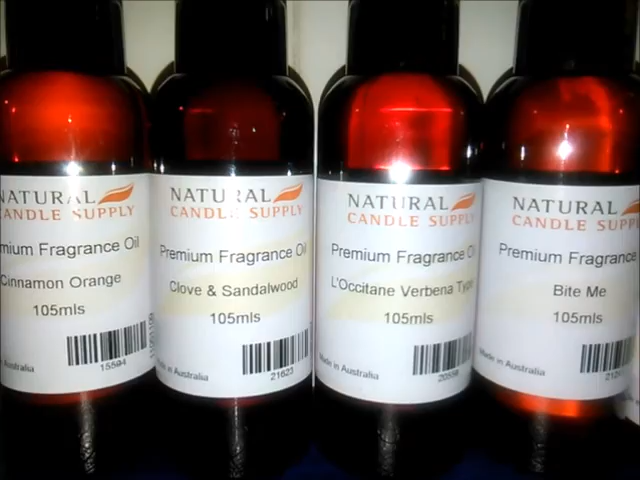 NATURAL
CANDLE SUPPLY
mium Fragrance Oil
Cinnamon Orange
105mls
Australia
15594
NATURAL
CANDLE SUPPLY
Premium Fragrance Oil
Clove & Sandalwood
105mls
Made in Australia
21623
NATURAL
CANDLE SUPPLY
Premium Fragrance O
L'Occitane Verbena Type
105mls
Made in Australia
NATURAL
CANDLE SUPP
Premium Fragrance
Bite Me
105mls
Made in Australia